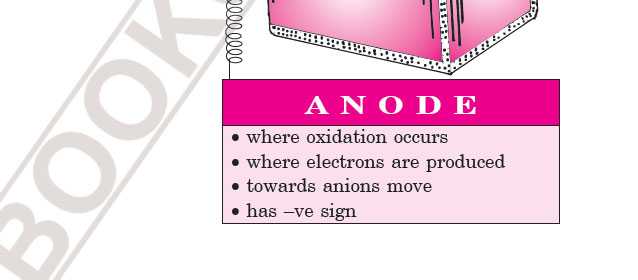 BOOK
ANODE
• where oxidation occurs
• where electrons are produced
• towards anions move
• has –ve sign